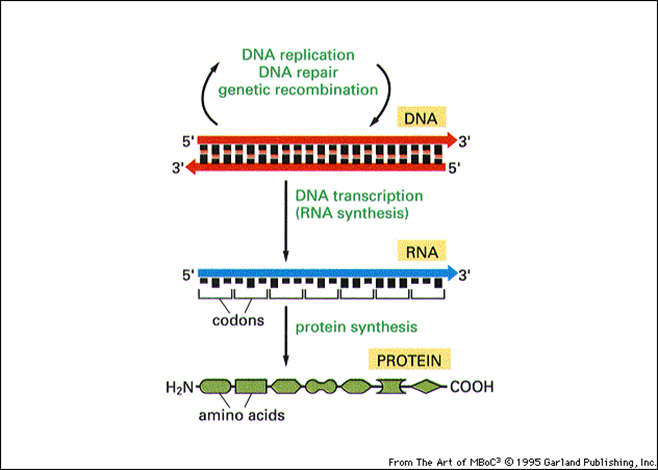 DNA replication
DNA repair
genetic recombination
DNA
5' 3'
3' 5'
DNA transcription
(RNA synthesis)
RNA
5' 3'
codons
protein synthesis
PROTEIN
H₂N COOH
amino acids
From The Art of MBoC³ © 1995 Garland Publishing, Inc.